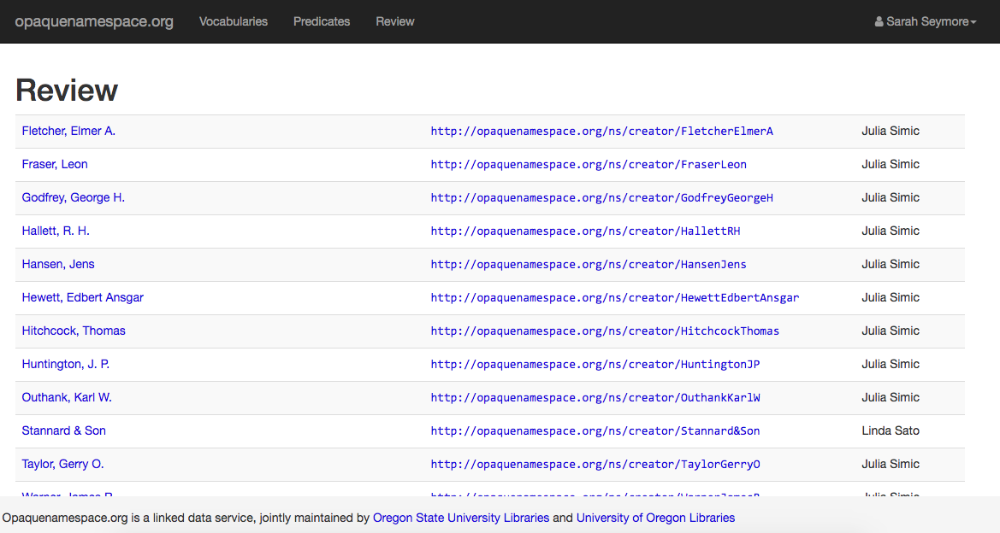 opaquenamespace.org Vocabularies Predicates Review Sarah Seymore
Review
Fletcher, Elmer A. http://opaquenamespace.org/ns/creator/FletcherElmerA Julia Simic
Fraser, Leon http://opaquenamespace.org/ns/creator/FraserLeon Julia Simic
Godfrey, George H. http://opaquenamespace.org/ns/creator/GodfreyGeorgeH Julia Simic
Hallett, R. H. http://opaquenamespace.org/ns/creator/HallettRH Julia Simic
Hansen, Jens http://opaquenamespace.org/ns/creator/HansenJens Julia Simic
Hewett, Edbert Ansgar http://opaquenamespace.org/ns/creator/HewettEdbertAnsgar Julia Simic
Hitchcock, Thomas http://opaquenamespace.org/ns/creator/HitchcockThomas Julia Simic
Huntington, J. P. http://opaquenamespace.org/ns/creator/HuntingtonJP Julia Simic
Outhank, Karl W. http://opaquenamespace.org/ns/creator/OuthankKarlW Julia Simic
Stannard & Son http://opaquenamespace.org/ns/creator/Stannard&Son Linda Sato
Taylor, Gerry O. http://opaquenamespace.org/ns/creator/TaylorGerryO Julia Simic
Opaquenamespace.org is a linked data service, jointly maintained by Oregon State University Libraries and University of Oregon Libraries